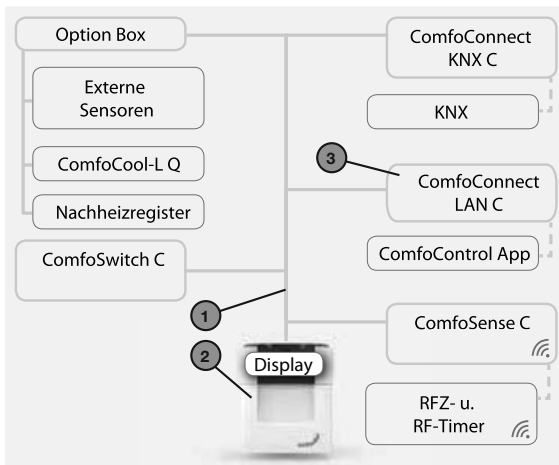 Option Box
Externe
Sensoren
ComfoCool-L Q
Nachheizregister
ComfoSwitch C
ComfoConnect
KNX C
KNX
3
ComfoConnect
LAN C
ComfoControl App
1
2
Display
ComfoSense C
RFZ- u.
RF-Timer